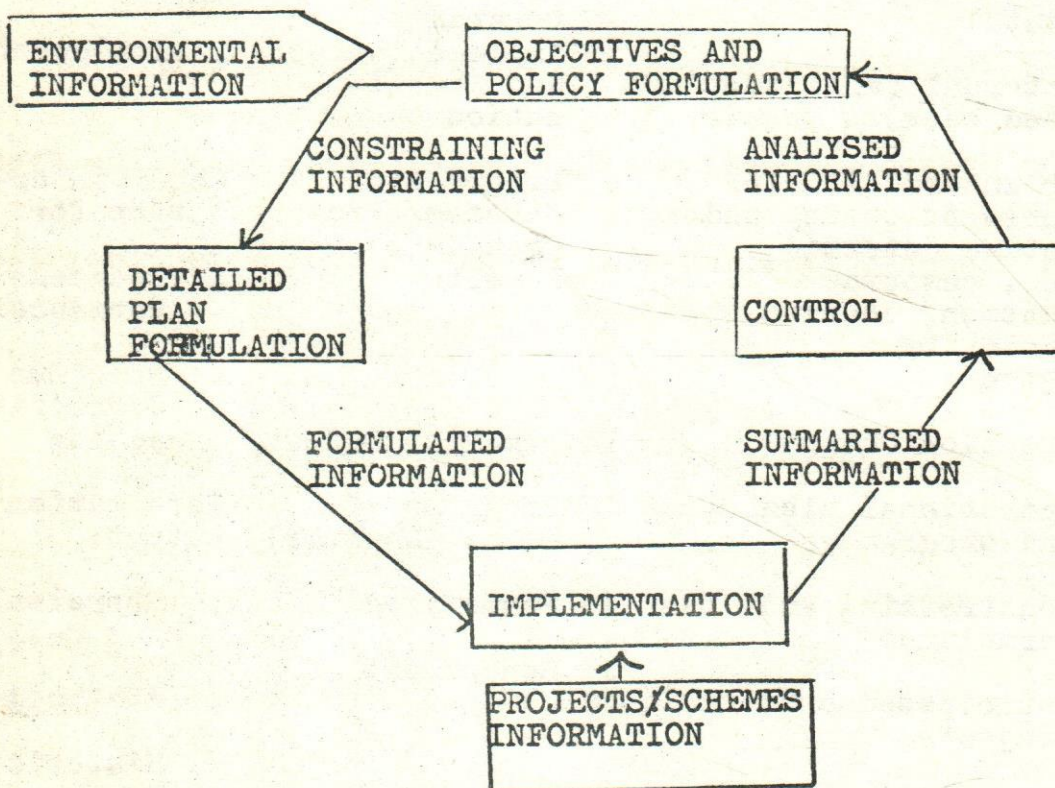 ENVIRONMENTAL
INFORMATION
OBJECTIVES AND
POLICY FORMULATION
CONSTRAINING
INFORMATION
ANALYSED
INFORMATION
DETAILED
PLAN
FORMULATION
CONTROL
FORMULATED
INFORMATION
SUMMARISED
INFORMATION
IMPLEMENTATION
PROJECTS/SCHEMES
INFORMATION